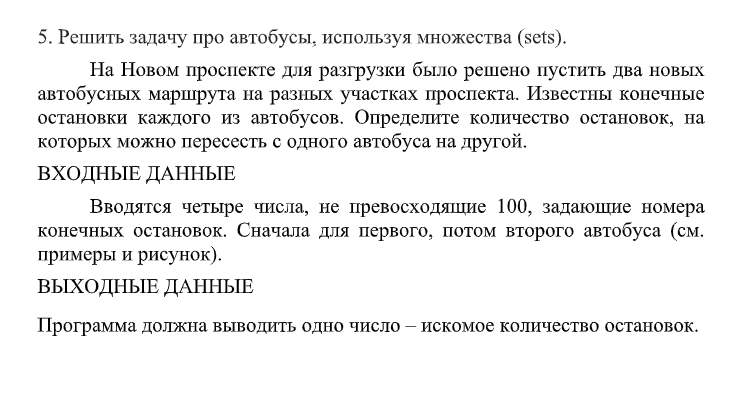 5. Решить задачу про автобусы, используя множества (sets).
На Новом проспекте для разгрузки было решено пустить два новых
автобусных маршрута на разных участках проспекта. Известны конечные
остановки каждого из автобусов. Определите количество остановок, на
которых можно пересесть с одного автобуса на другой.
ВХОДНЫЕ ДАННЫЕ
Вводятся четыре числа, не превосходящие 100, задающие номера
конечных остановок. Сначала для первого, потом второго автобуса (см.
примеры и рисунок).
ВЫХОДНЫЕ ДАННЫЕ
Программа должна выводить одно число – искомое количество остановок.